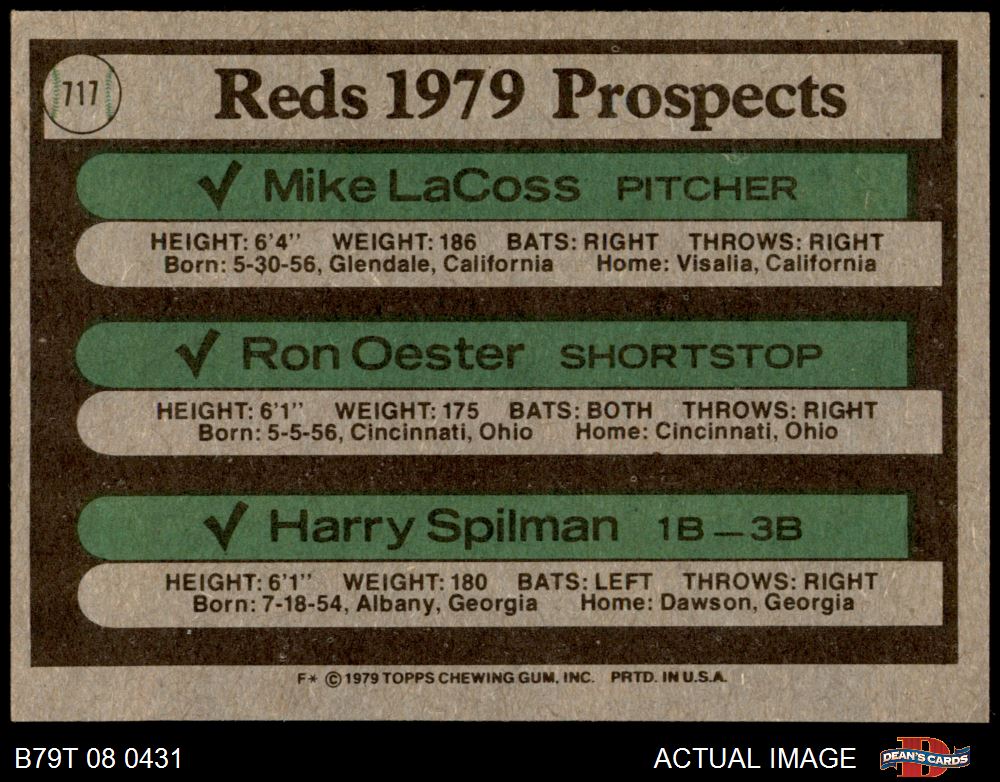 717
Reds 1979 Prospects
✓ Mike LaCoss PITCHER
HEIGHT: 6'4" WEIGHT: 186 BATS: RIGHT THROWS: RIGHT
Born: 5-30-56, Glendale, California Home: Visalia, California
✓ Ron Oester SHORTSTOP
HEIGHT: 6'1" WEIGHT: 175 BATS: BOTH THROWS: RIGHT
Born: 5-5-56, Cincinnati, Ohio Home: Cincinnati, Ohio
✓ Harry Spilman 1B — 3B
HEIGHT: 6'1" WEIGHT: 180 BATS: LEFT THROWS: RIGHT
Born: 7-18-54, Albany, Georgia Home: Dawson, Georgia
F* © 1979 TOPPS CHEWING GUM, INC. PRTD. IN U.S.A.
B79T 08 0431 ACTUAL IMAGE
DEAN'S CARDS